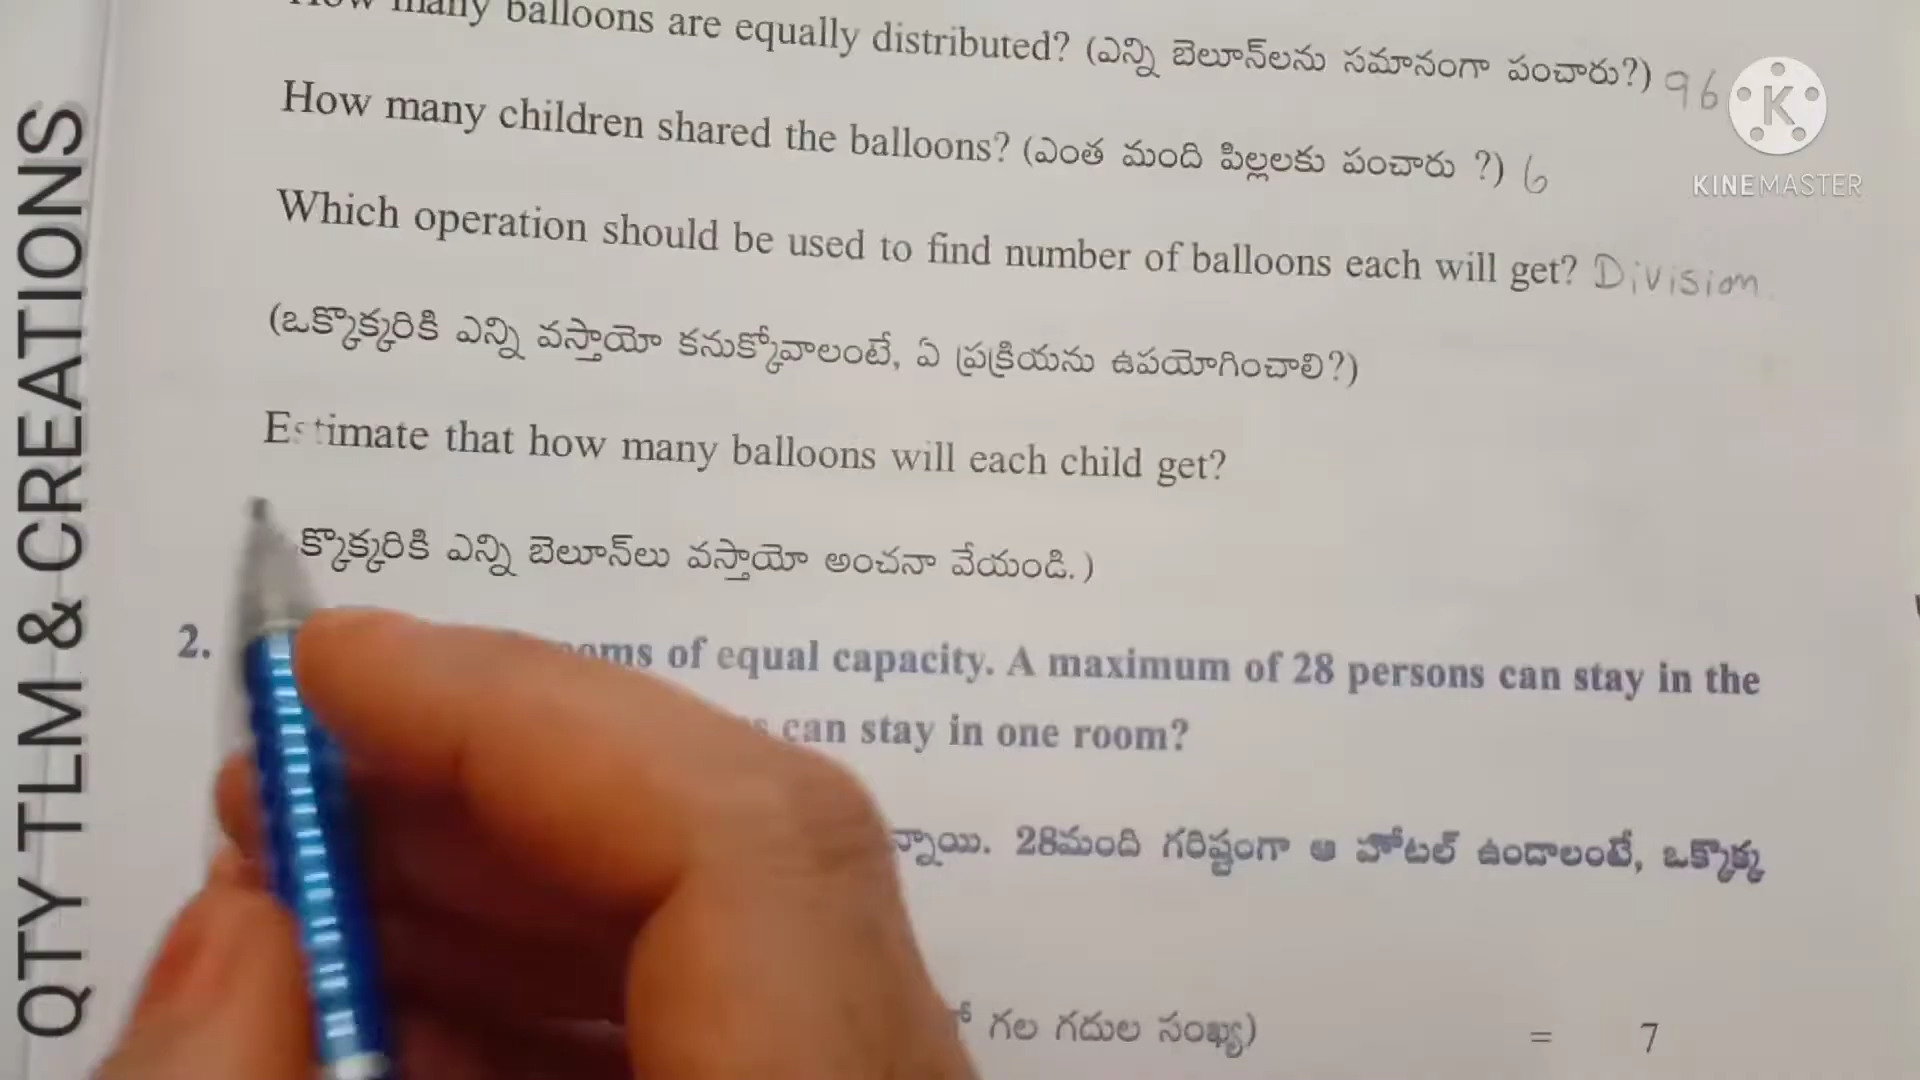 many balloons are equally distributed? (ఎన్ని బెలూన్‌లను సమానంగా పంచారు?) 96
How many children shared the balloons? (ఎంత మంది పిల్లలకు పంచారు ?) 6
Which operation should be used to find number of balloons each will get? Division.
(ఒక్కొక్కరికి ఎన్ని వస్తాయో కనుక్కోవాలంటే, ఏ ప్రక్రియను ఉపయోగించాలి?)
Estimate that how many balloons will each child get?
ఎన్ని బెలూన్‌లు వస్తాయో అంచనా వేయండి.)
2. of equal capacity. A maximum of 28 persons can stay in the
can stay in one room?
28మంది గరిష్టంగా ఆ హోటల్ ఉండాలంటే, ఒక్కొక్క
గల గదుల సంఖ్య) = 7
K
KINEMASTER
QTY TLM & CREATIONS